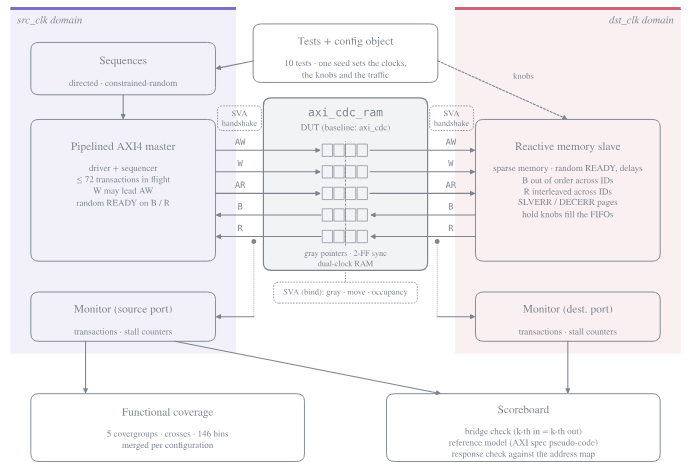 src_clk domain
dst_clk domain
Tests + config object
10 tests · one seed sets the clocks,
the knobs and the traffic
Sequences
directed · constrained-random
knobs
SVA
handshake
axi_cdc_ram
DUT (baseline: axi_cdc)
SVA
handshake
Pipelined AXI4 master
driver + sequencer
≤ 72 transactions in flight
W may lead AW
random READY on B / R
AW
W
AR
B
R
AW
W
AR
B
R
gray pointers · 2-FF sync
dual-clock RAM
Reactive memory slave
sparse memory · random READY, delays
B out of order across IDs
R interleaved across IDs
SLVERR / DECERR pages
hold knobs fill the FIFOs
SVA (bind): gray · move · occupancy
Monitor (source port)
transactions · stall counters
Monitor (dest. port)
transactions · stall counters
Functional coverage
5 covergroups · crosses · 146 bins
merged per configuration
Scoreboard
bridge check (k-th in = k-th out)
reference model (AXI spec pseudo-code)
response check against the address map